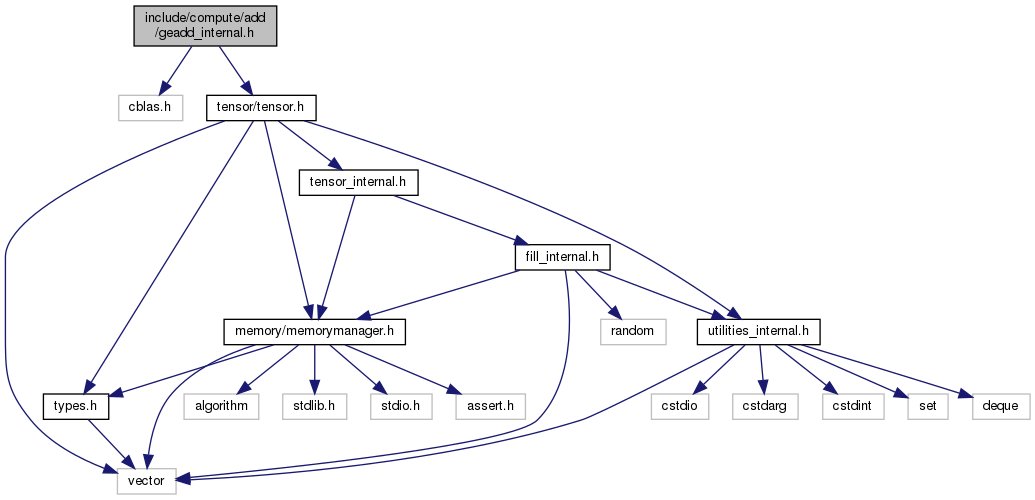 include/compute/add
/geadd_internal.h
cblas.h
tensor/tensor.h
tensor_internal.h
fill_internal.h
memory/memorymanager.h
random
utilities_internal.h
types.h
algorithm
stdlib.h
stdio.h
assert.h
cstdio
cstdarg
cstdint
set
deque
vector